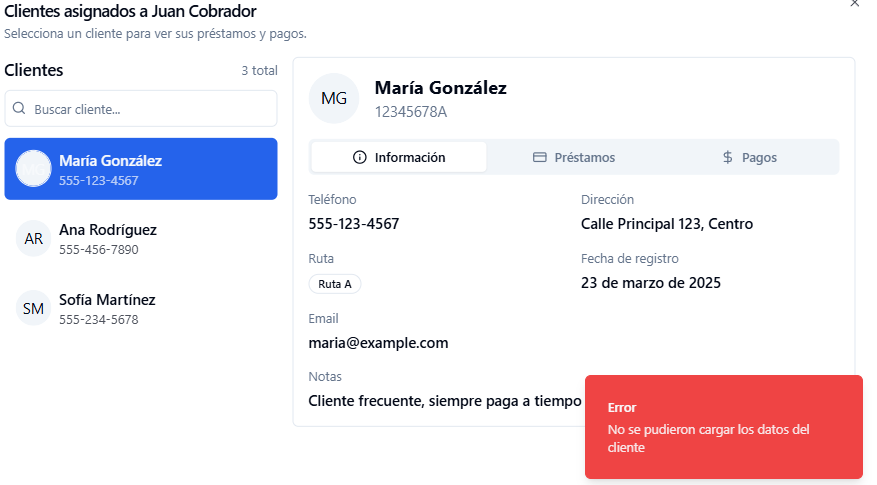 Clientes asignados a Juan Cobrador
Selecciona un cliente para ver sus préstamos y pagos.
Clientes
3 total
Buscar cliente...
María González
555-123-4567
AR
Ana Rodríguez
555-456-7890
SM
Sofía Martínez
555-234-5678
MG
María González
12345678A
Información
Préstamos
Pagos
Teléfono
555-123-4567
Dirección
Calle Principal 123, Centro
Ruta
Ruta A
Fecha de registro
23 de marzo de 2025
Email
maria@example.com
Notas
Cliente frecuente, siempre paga a tiempo
Error
No se pudieron cargar los datos del
cliente